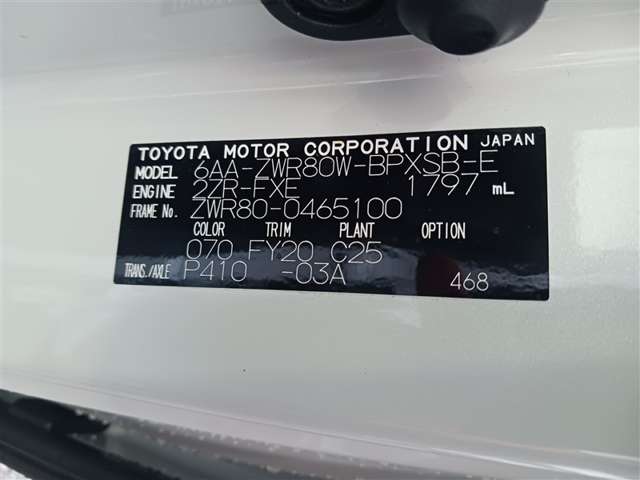 TOYOTA MOTOR CORPORATION JAPAN
MODEL 6AA-ZWR80W-BPXSB-E
ENGINE 2ZR-FXE 1797 mL
FRAME No. ZWR80-0465100
COLOR TRIM PLANT OPTION
070 FY20 C25
TRANS./AXLE P410 -03A 468